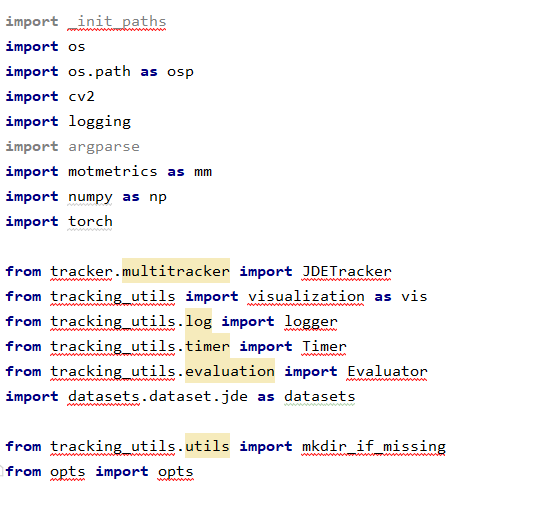 import _init_paths
import os
import os.path as osp
import cv2
import logging
import argparse
import motmetrics as mm
import numpy as np
import torch
from tracker.multitracker import JDETracker
from tracking_utils import visualization as vis
from tracking_utils.log import logger
from tracking_utils.timer import Timer
from tracking_utils.evaluation import Evaluator
import datasets.dataset.jde as datasets
from tracking_utils.utils import mkdir_if_missing
from opts import opts